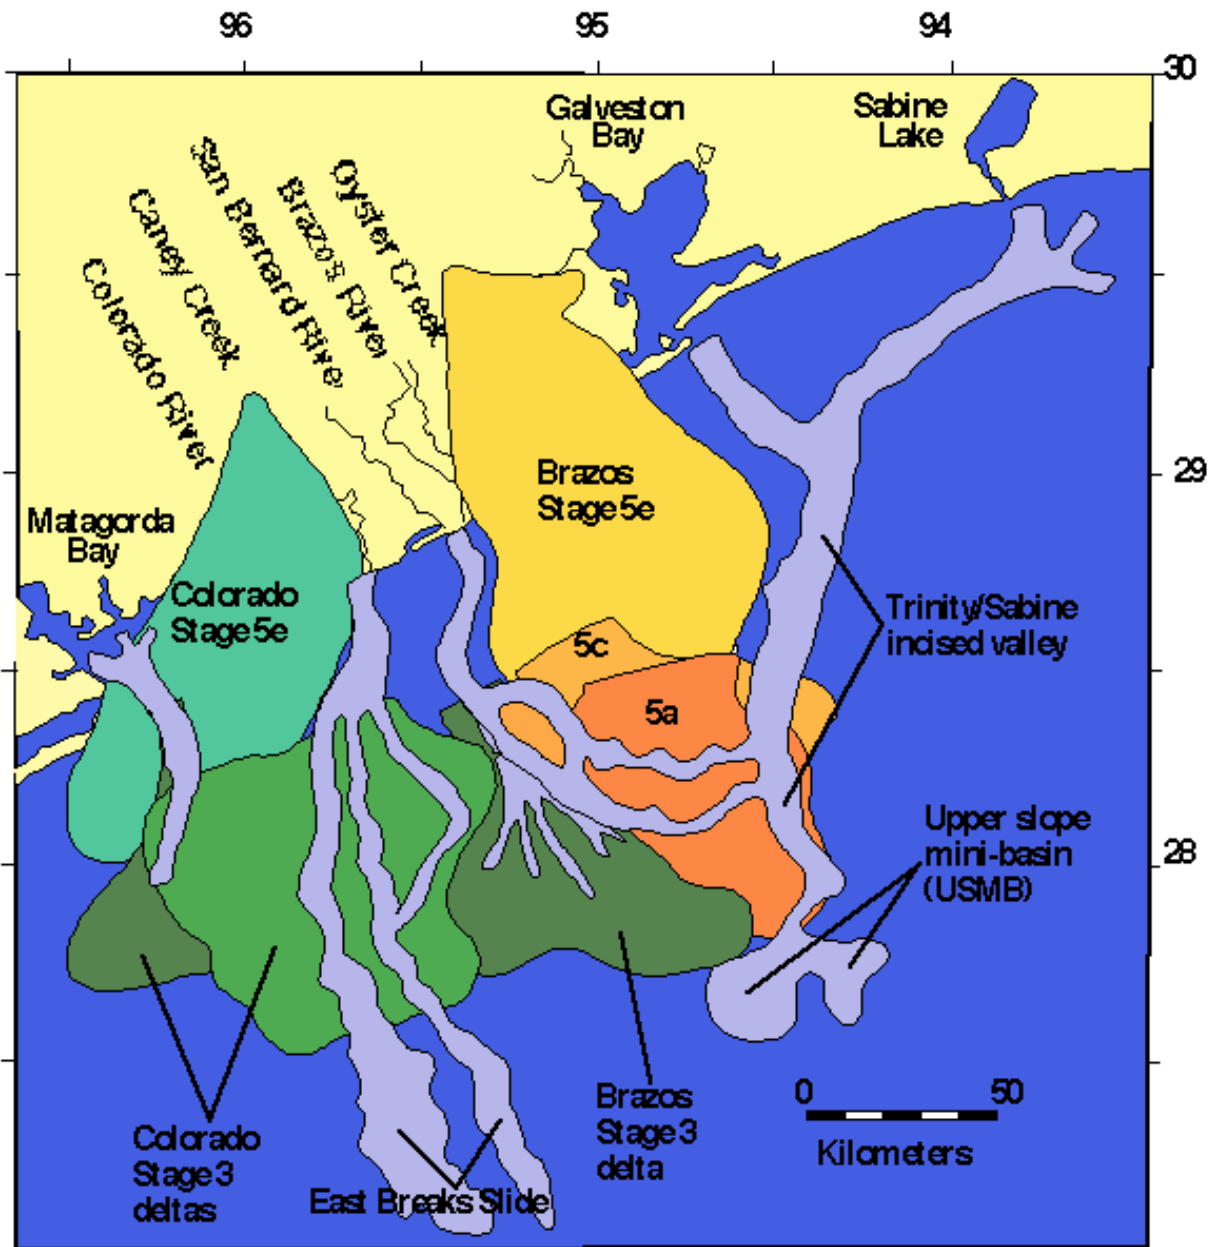 96
95
94
30
Galveston
Bay
Sabine
Lake
San Bernard River
Oyster Creek
Brazos River
Caney Creek
Colorado River
29
Brazos
Stage 5e
Matagorda
Bay
Colorado
Stage 5e
Trinity/Sabine
incised valley
5c
5a
Upper slope
mini-basin
(USMB)
28
0
50
Kilometers
Brazos
Stage 3
delta
Colorado
Stage 3
deltas
East Breaks Slide